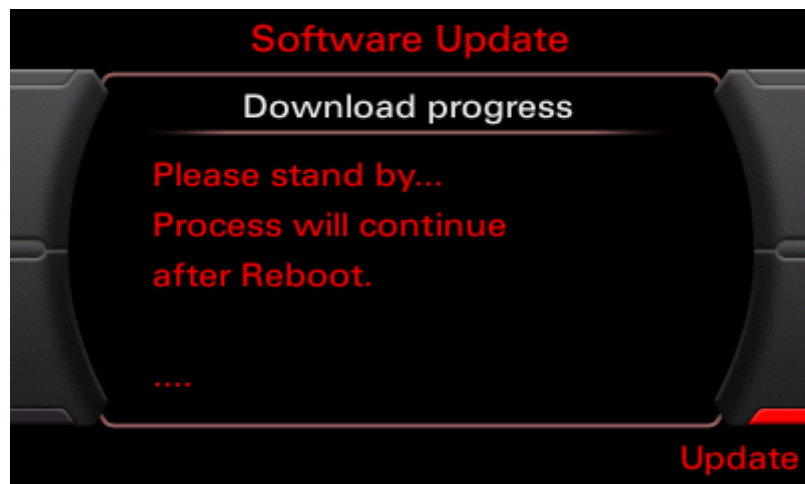 Software Update
Download progress
Please stand by...
Process will continue
after Reboot.
....
Update